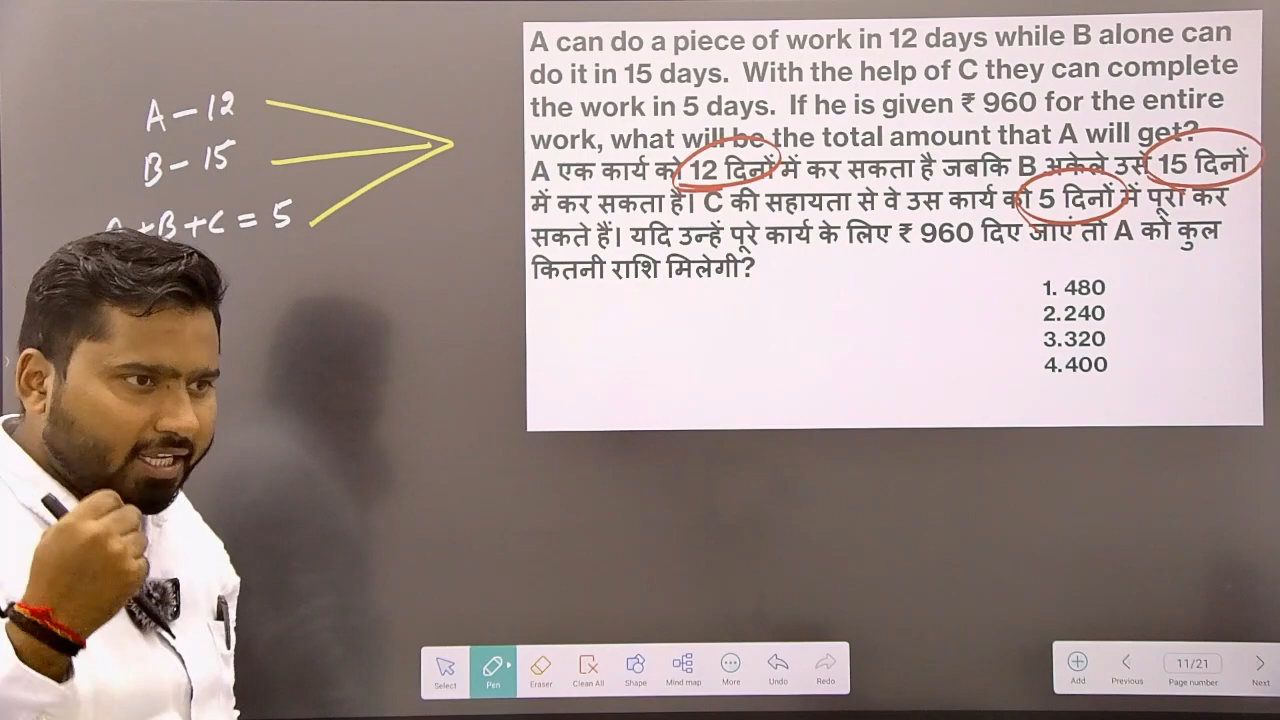 A can do a piece of work in 12 days while B alone can
do it in 15 days. With the help of C they can complete
the work in 5 days. If he is given ₹ 960 for the entire
work, what will be the total amount that A will get?
A एक कार्य को 12 दिनों में कर सकता है जबकि B अकेले उसे 15 दिनों
में कर सकता है। C की सहायता से वे उस कार्य को 5 दिनों में पूरा कर
सकते हैं। यदि उन्हें पूरे कार्य के लिए ₹ 960 दिए जाएं तो A को कुल
कितनी राशि मिलेगी?
1. 480
2.240
3.320
4.400
A - 12
B - 15
+B+C = 5
Select
Pen
Eraser
Clean All
Shape
Mind map
More
Undo
Redo
Add
Previous
11/21
Page number
Next